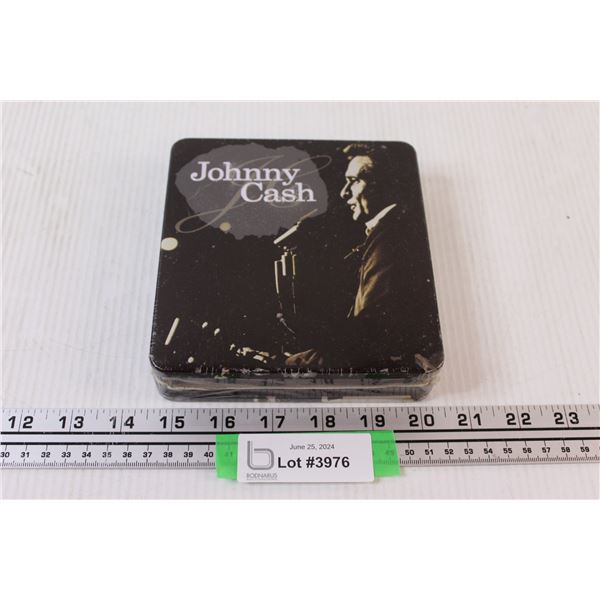 Johnny
Cash
12 13 14 15 16 17 18 19 20 21 22 23
30 31 32 33 34 35 36 37 38 39 40 50 51 52 53 54 55 56 57 58 59
June 25, 2024
Lot #3976
b
BODNARUS